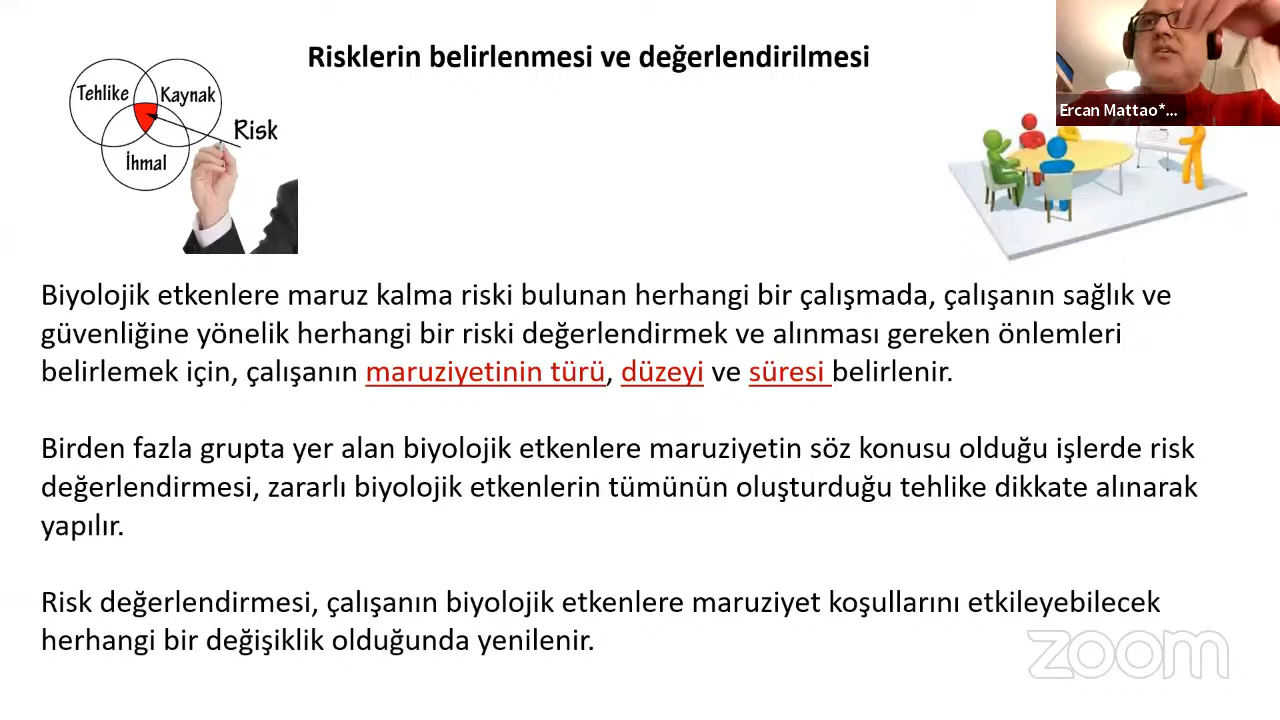 Risklerin belirlenmesi ve değerlendirilmesi
Tehlike
Kaynak
İhmal
Risk
Ercan Mattao*...
Biyolojik etkenlere maruz kalma riski bulunan herhangi bir çalışmada, çalışanın sağlık ve
güvenliğine yönelik herhangi bir riski değerlendirmek ve alınması gereken önlemleri
belirlemek için, çalışanın maruziyetinin türü, düzeyi ve süresi belirlenir.
Birden fazla grupta yer alan biyolojik etkenlere maruziyetin söz konusu olduğu işlerde risk
değerlendirmesi, zararlı biyolojik etkenlerin tümünün oluşturduğu tehlike dikkate alınarak
yapılır.
Risk değerlendirmesi, çalışanın biyolojik etkenlere maruziyet koşullarını etkileyebilecek
herhangi bir değişiklik olduğunda yenilenir.
zoom